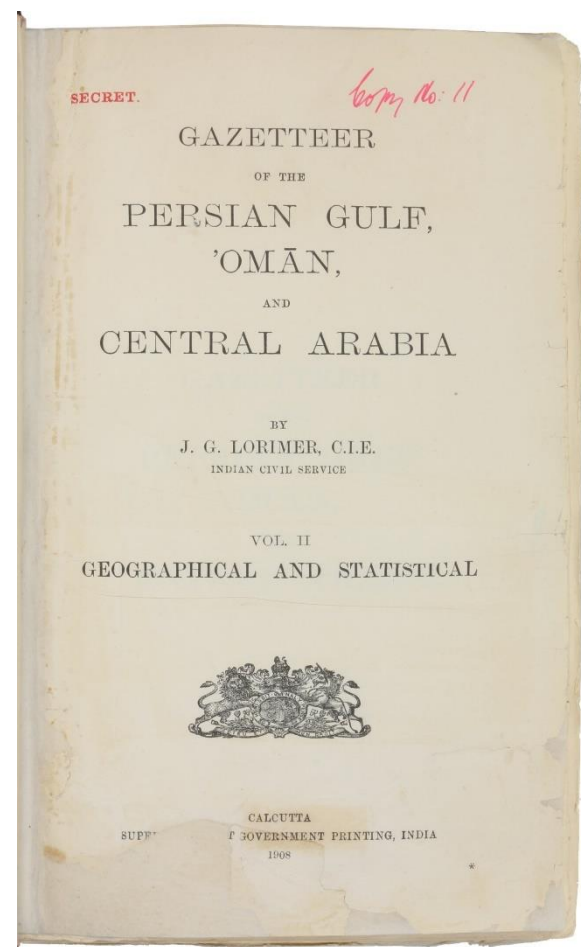 SECRET.
Copy No: 11
GAZETTEER
OF THE
PERSIAN GULF,
'OMĀN,
AND
CENTRAL ARABIA
BY
J. G. LORIMER, C.I.E.
INDIAN CIVIL SERVICE
VOL. II
GEOGRAPHICAL AND STATISTICAL
CALCUTTA
GOVERNMENT PRINTING, INDIA
1908
*